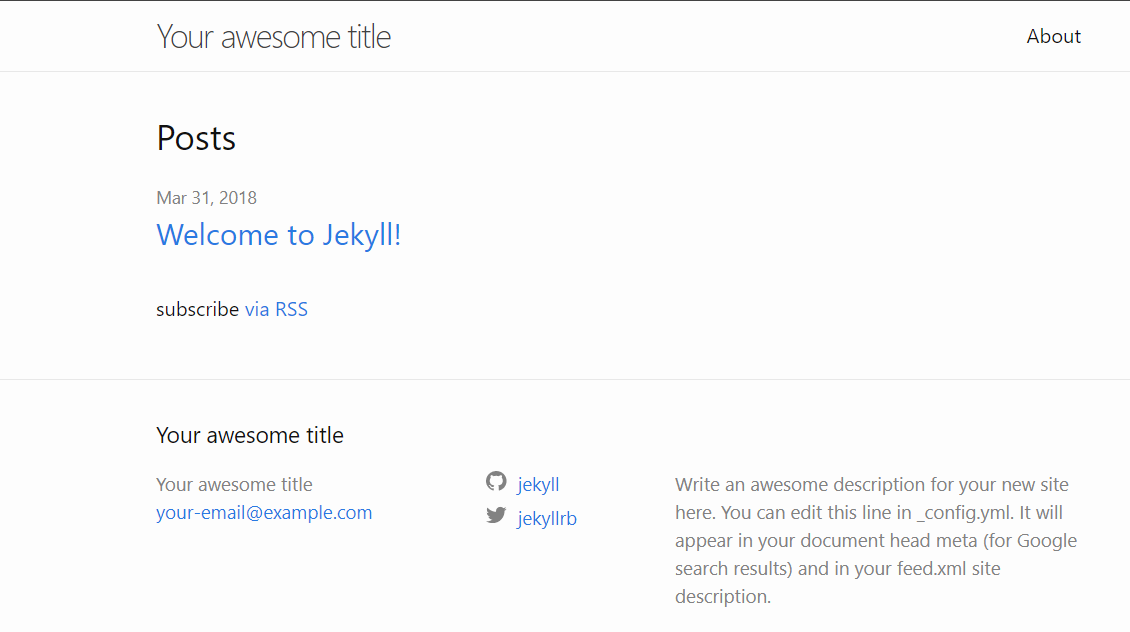 Your awesome title
About
Posts
Mar 31, 2018
Welcome to Jekyll!
subscribe via RSS
Your awesome title
Your awesome title
your-email@example.com
jekyll
jekyllrb
Write an awesome description for your new site
here. You can edit this line in _config.yml. It will
appear in your document head meta (for Google
search results) and in your feed.xml site
description.